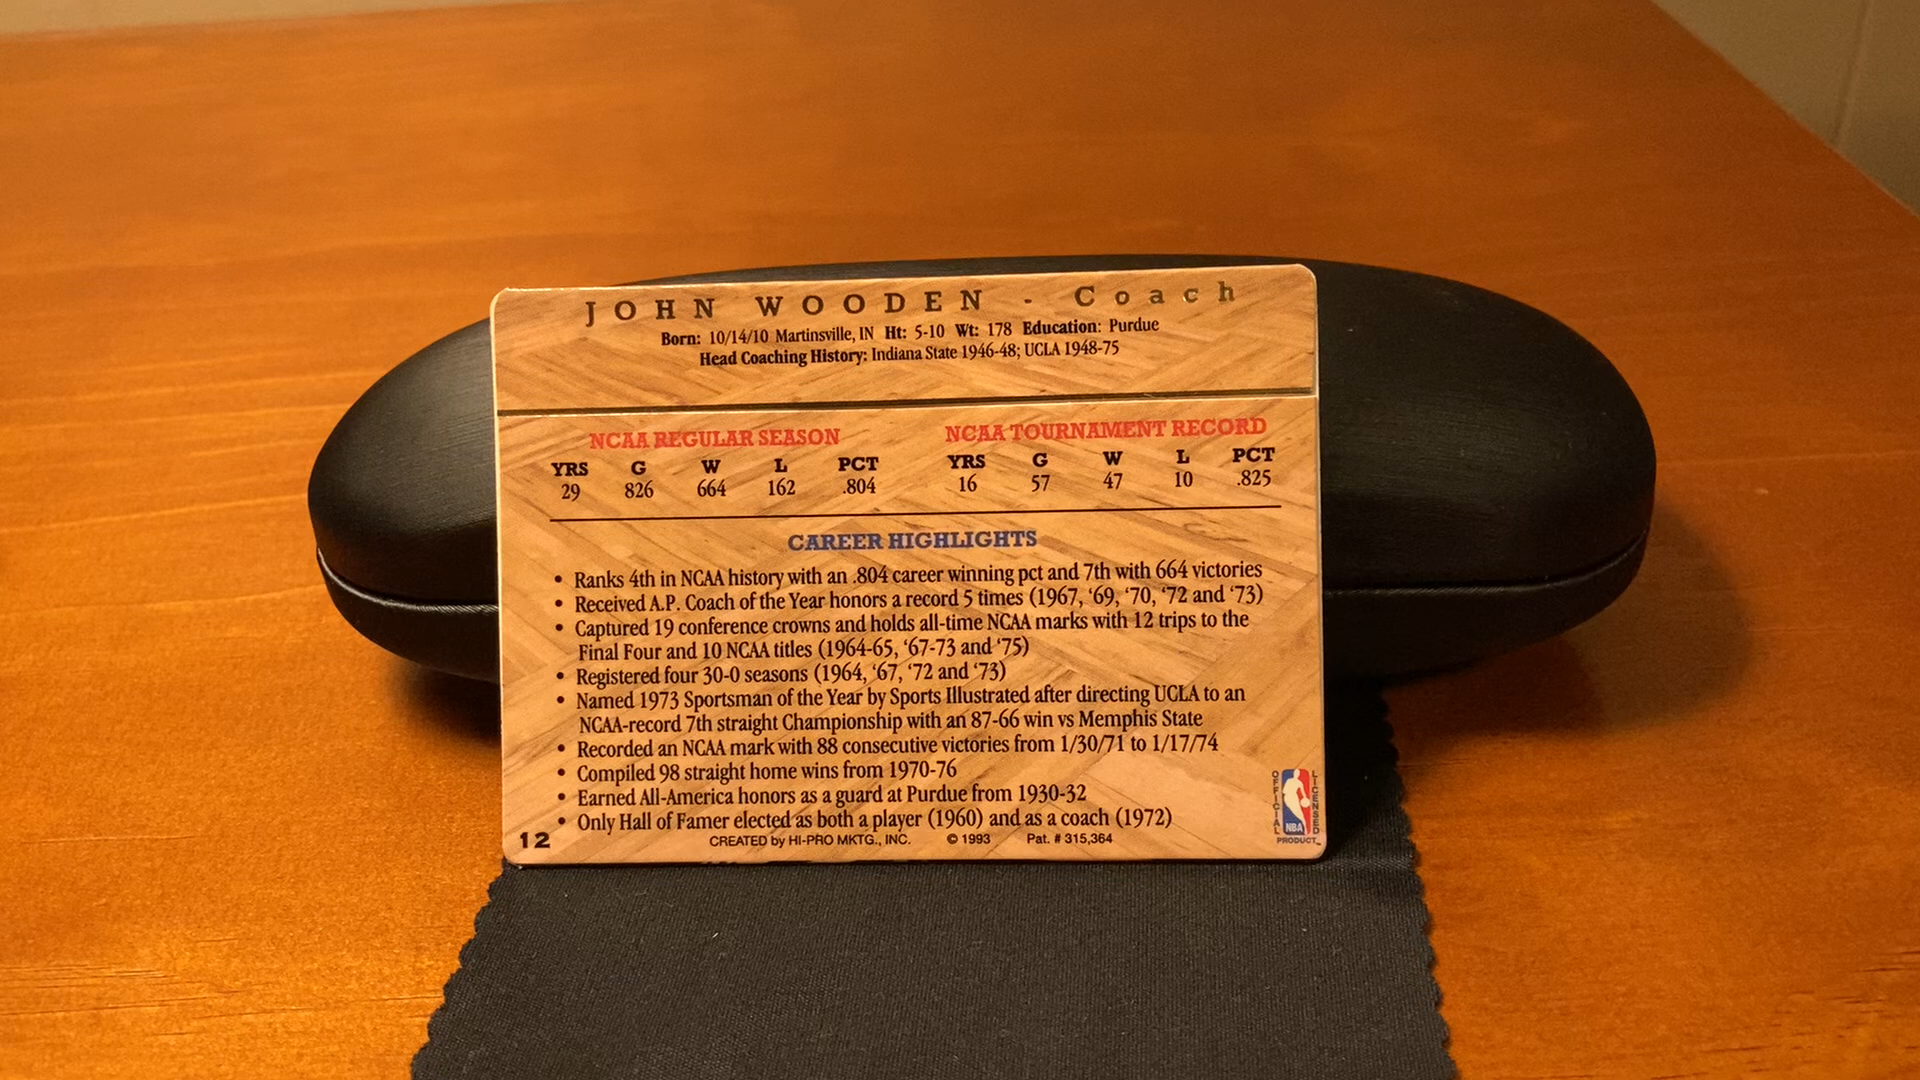 JOHN WOODEN - Coach
Born: 10/14/10 Martinsville, IN Ht: 5-10 Wt: 178 Education: Purdue
Head Coaching History: Indiana State 1946-48; UCLA 1948-75
NCAA REGULAR SEASON NCAA TOURNAMENT RECORD
YRS G W L PCT YRS G W L PCT
29 826 664 162 .804 16 57 47 10 .825
CAREER HIGHLIGHTS
• Ranks 4th in NCAA history with an .804 career winning pct and 7th with 664 victories
• Received A.P. Coach of the Year honors a record 5 times (1967, ‘69, ‘70, ‘72 and ‘73)
• Captured 19 conference crowns and holds all-time NCAA marks with 12 trips to the
Final Four and 10 NCAA titles (1964-65, ‘67-73 and ‘75)
• Registered four 30-0 seasons (1964, ‘67, ‘72 and ‘73)
• Named 1973 Sportsman of the Year by Sports Illustrated after directing UCLA to an
NCAA-record 7th straight Championship with an 87-66 win vs Memphis State
• Recorded an NCAA mark with 88 consecutive victories from 1/30/71 to 1/17/74
• Compiled 98 straight home wins from 1970-76
• Earned All-America honors as a guard at Purdue from 1930-32
• Only Hall of Famer elected as both a player (1960) and as a coach (1972)
12 CREATED by HI-PRO MKTG., INC. © 1993 Pat. # 315,364
OFFICIAL LICENSED
NBA
PRODUCT